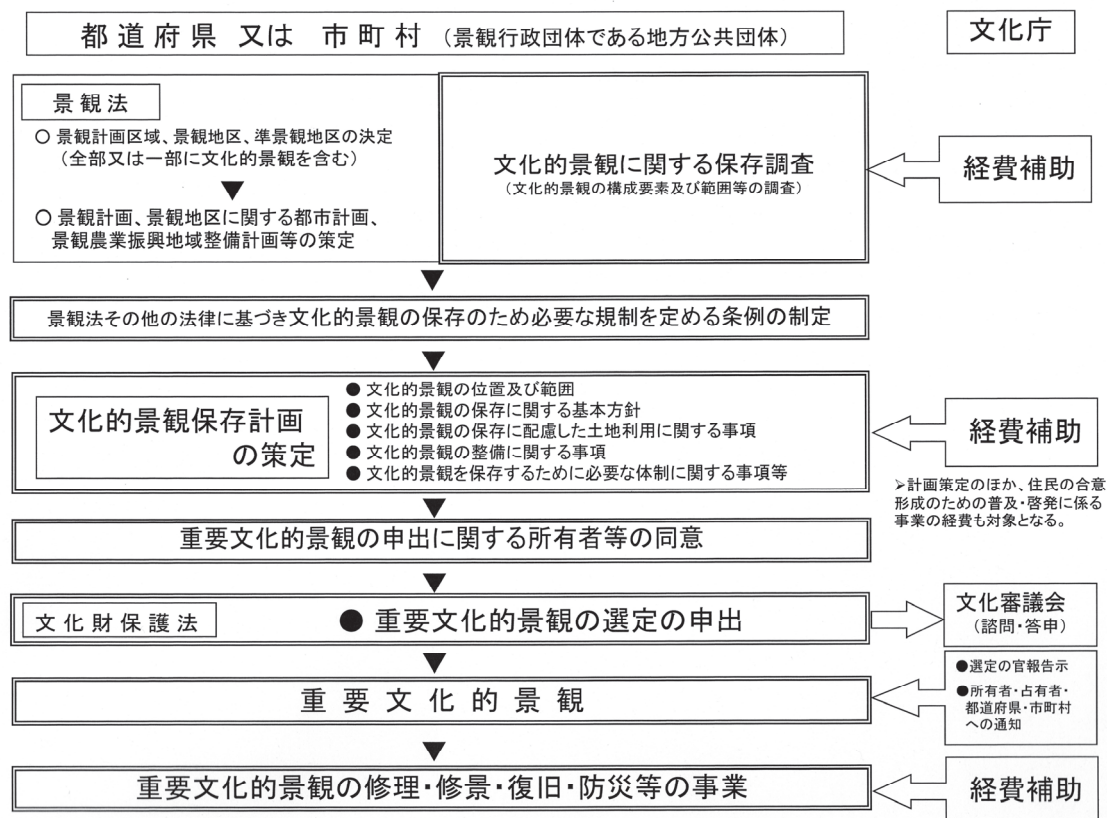 都道府県 又は 市町村 (景観行政団体である地方公共団体)
文化庁
景観法
○ 景観計画区域、景観地区、準景観地区の決定
(全部又は一部に文化的景観を含む)
▼
○ 景観計画、景観地区に関する都市計画、
景観農業振興地域整備計画等の策定
文化的景観に関する保存調査
(文化的景観の構成要素及び範囲等の調査)
経費補助
▼
景観法その他の法律に基づき文化的景観の保存のため必要な規制を定める条例の制定
▼
文化的景観保存計画
の策定
● 文化的景観の位置及び範囲
● 文化的景観の保存に関する基本方針
● 文化的景観の保存に配慮した土地利用に関する事項
● 文化的景観の整備に関する事項
● 文化的景観を保存するために必要な体制に関する事項等
経費補助
➢計画策定のほか、住民の合意
形成のための普及・啓発に係る
事業の経費も対象となる。
▼
重要文化的景観の申出に関する所有者等の同意
▼
文化財保護法
● 重要文化的景観の選定の申出
文化審議会
(諮問・答申)
▼
重要文化的景観
●選定の官報告示
●所有者・占有者・
都道府県・市町村
への通知
▼
重要文化的景観の修理・修景・復旧・防災等の事業
経費補助